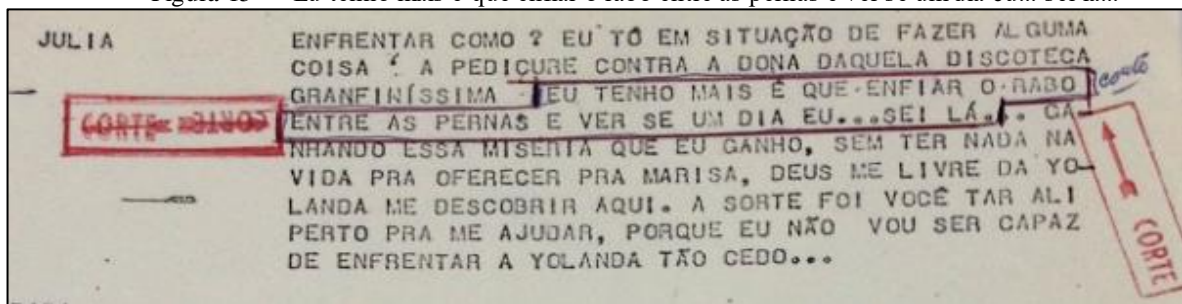 JULIA
ENFRENTAR COMO ? EU TÔ EM SITUAÇÃO DE FAZER ALGUMA
COISA ? A PEDICURE CONTRA A DONA DAQUELA DISCOTECA
GRANFINÍSSIMA EU TENHO MAIS É QUE ENFIAR O RABO
corte
CORTE
ENTRE AS PERNAS E VER SE UM DIA EU...SEI LÁ... GA-
NHANDO ESSA MISERIA QUE EU GANHO, SEM TER NADA NA
VIDA PRA OFERECER PRA MARISA, DEUS ME LIVRE DA YO-
LANDA ME DESCOBRIR AQUI. A SORTE FOI VOCÊ TAR ALI
PERTO PRA ME AJUDAR, PORQUE EU NÃO VOU SER CAPAZ
DE ENFRENTAR A YOLANDA TÃO CEDO...
CORTE